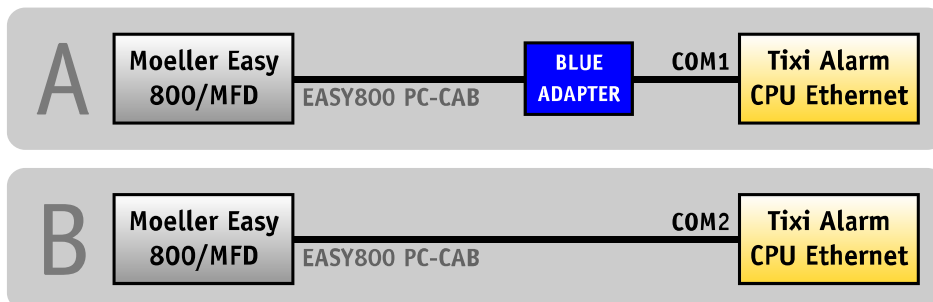 A
Moeller Easy
800/MFD
EASY800 PC-CAB
BLUE
ADAPTER
COM1
Tixi Alarm
CPU Ethernet
B
Moeller Easy
800/MFD
EASY800 PC-CAB
COM2
Tixi Alarm
CPU Ethernet